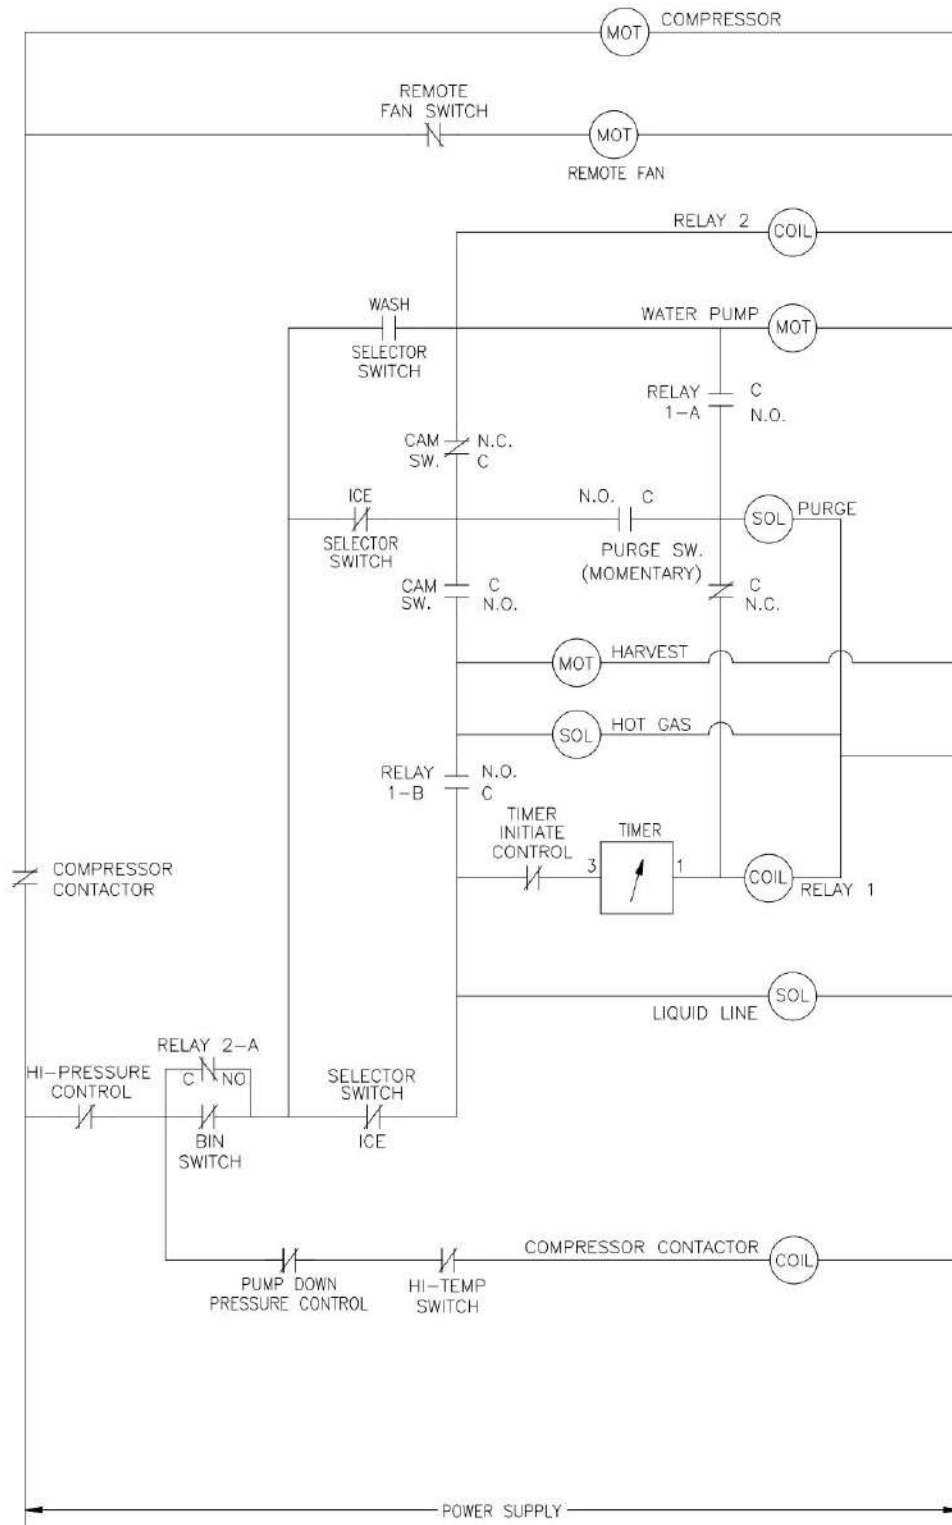 MOT
COMPRESSOR
REMOTE
FAN SWITCH
MOT
REMOTE FAN
RELAY 2
COIL
WASH
SELECTOR
SWITCH
WATER PUMP
MOT
RELAY
1-A
C
N.O.
CAM
SW.
N.C.
C
ICE
SELECTOR
SWITCH
N.O.
C
PURGE SW.
(MOMENTARY)
SOL
PURGE
CAM
SW.
C
N.O.
C
N.C.
MOT
HARVEST
SOL
HOT GAS
RELAY
1-B
N.O.
C
TIMER
INITIATE
CONTROL
TIMER
3
1
COIL
RELAY 1
COMPRESSOR
CONTACTOR
LIQUID LINE
SOL
RELAY 2-A
C
NO
HI-PRESSURE
CONTROL
BIN
SWITCH
SELECTOR
SWITCH
ICE
PUMP DOWN
PRESSURE CONTROL
HI-TEMP
SWITCH
COMPRESSOR CONTACTOR
COIL
POWER SUPPLY